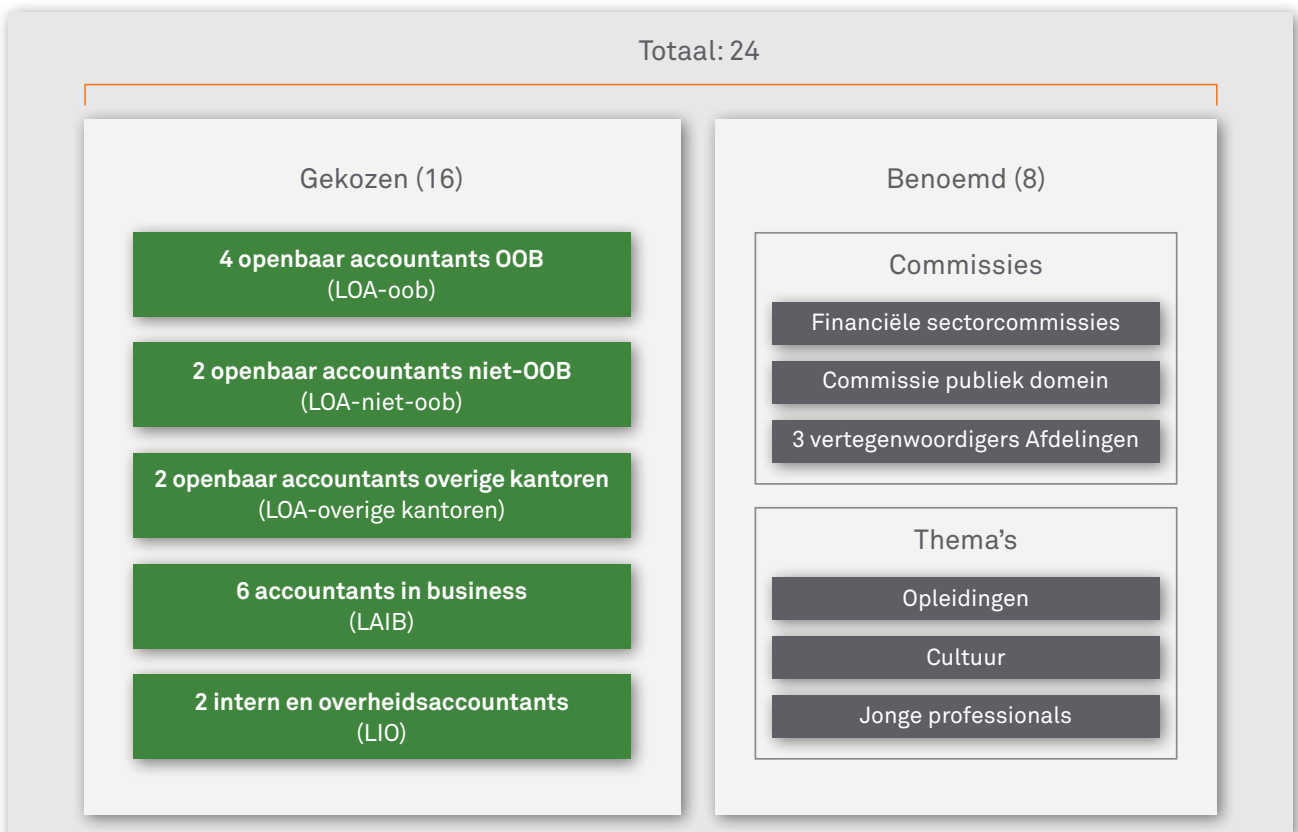 Totaal: 24
Gekozen (16)
4 openbaar accountants OOB
(LOA-oob)
2 openbaar accountants niet-OOB
(LOA-niet-oob)
2 openbaar accountants overige kantoren
(LOA-overige kantoren)
6 accountants in business
(LAIB)
2 intern en overheidsaccountants
(LIO)
Benoemd (8)
Commissies
Financiële sectorcommissies
Commissie publiek domein
3 vertegenwoordigers Afdelingen
Thema’s
Opleidingen
Cultuur
Jonge professionals